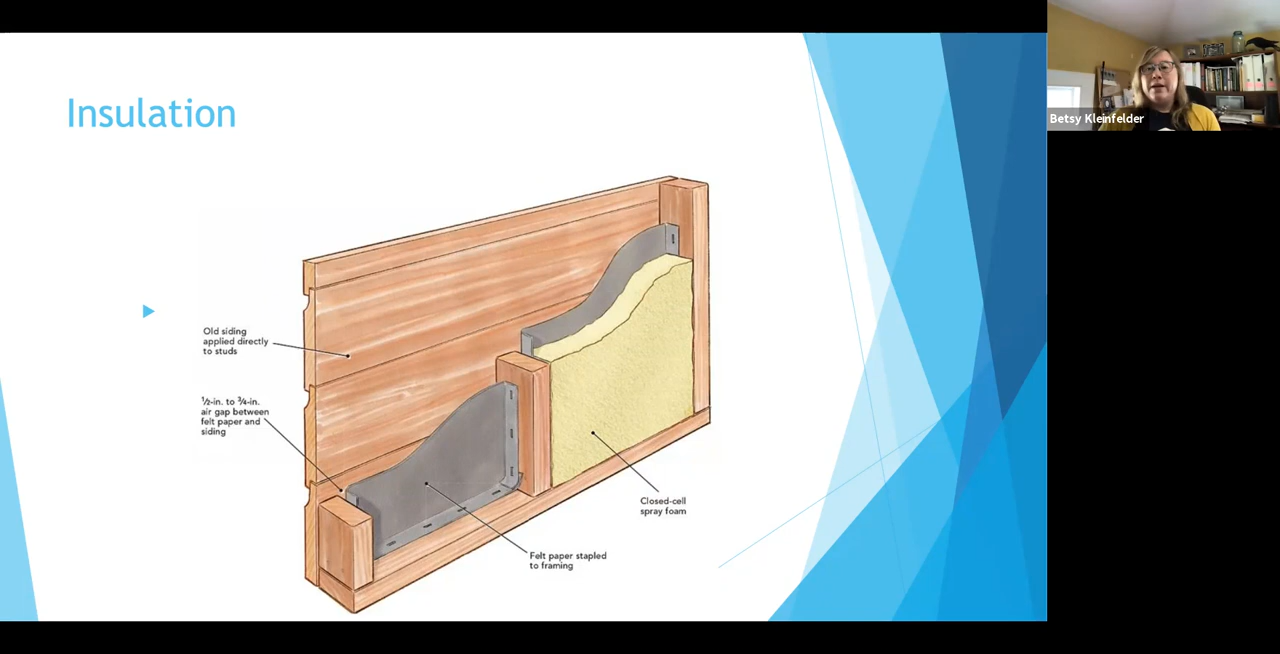 Insulation
Betsy Kleinfelder
Old siding
applied directly
to studs
½-in. to ¾-in.
air gap between
felt paper and
siding
Closed-cell
spray foam
Felt paper stapled
to framing